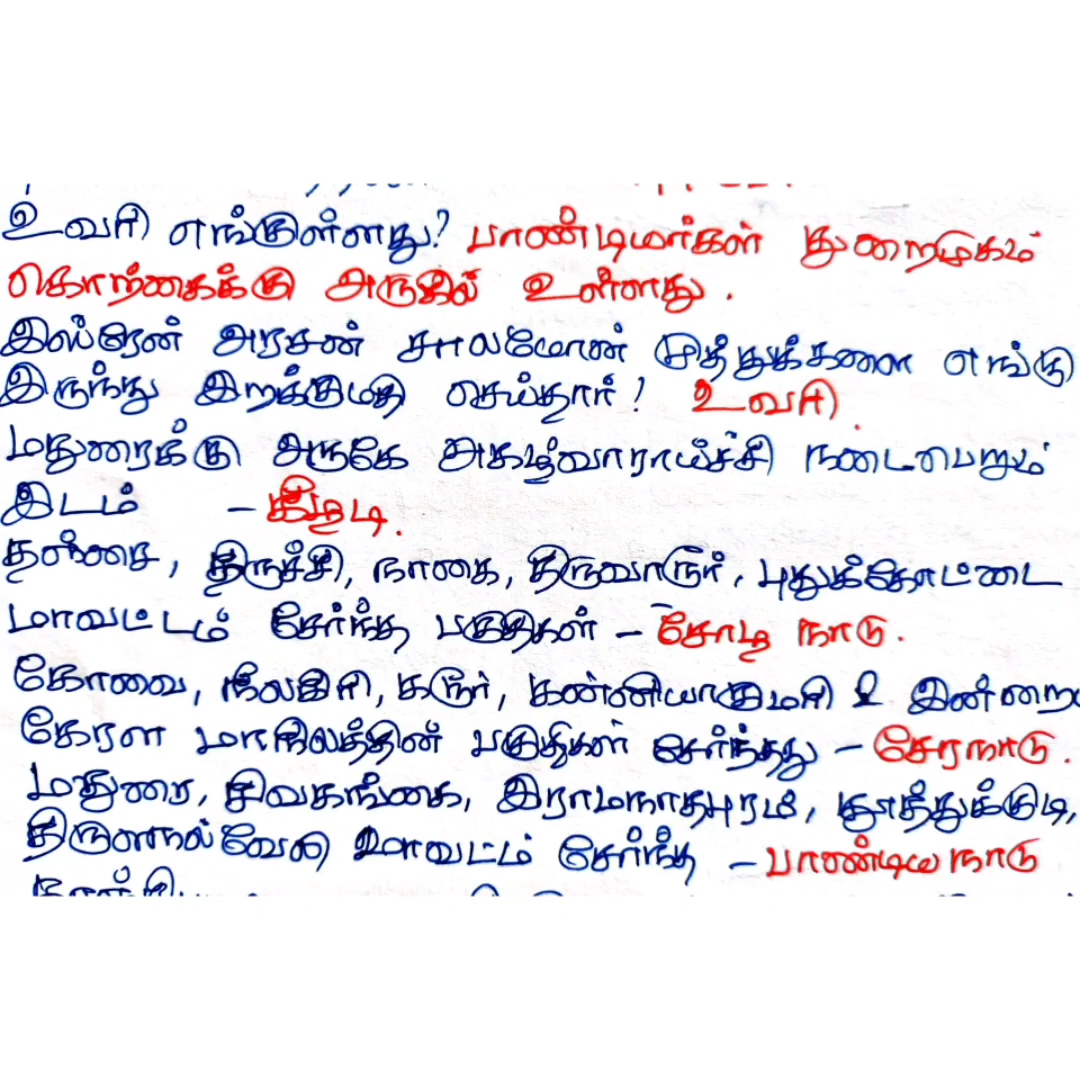 உவரி எங்குள்ளது? பாண்டிமர்கள் துறைமுகம்
கொற்கைக்கு அருகில் உள்ளது.
இஸ்ரேன் அரசன் சாலமோன் முத்துக்களை எங்கு
இருந்து இறக்குமதி செய்தார்? உவரி.
மதுரைக்கு அருகே அகழ்வாராய்ச்சி நடைபெறும்
இடம் - கீழடி.
தஞ்சை, திருச்சி, நாகை, திருவாரூர், புதுக்கோட்டை
மாவட்டம் சேர்ந்த பகுதிகள் - சோழ நாடு.
கோவை, நீலகிரி, கரூர், கன்னியாகுமரி & இன்றை
கேரள மாநிலத்தின் பகுதிகள் சேர்ந்தது - சேரநாடு.
மதுரை, சிவகங்கை, இராமநாதபுரம், தூத்துக்குடி,
திருணல்வேலி மாவட்டம் சேர்ந்த - பாண்டிய நாடு